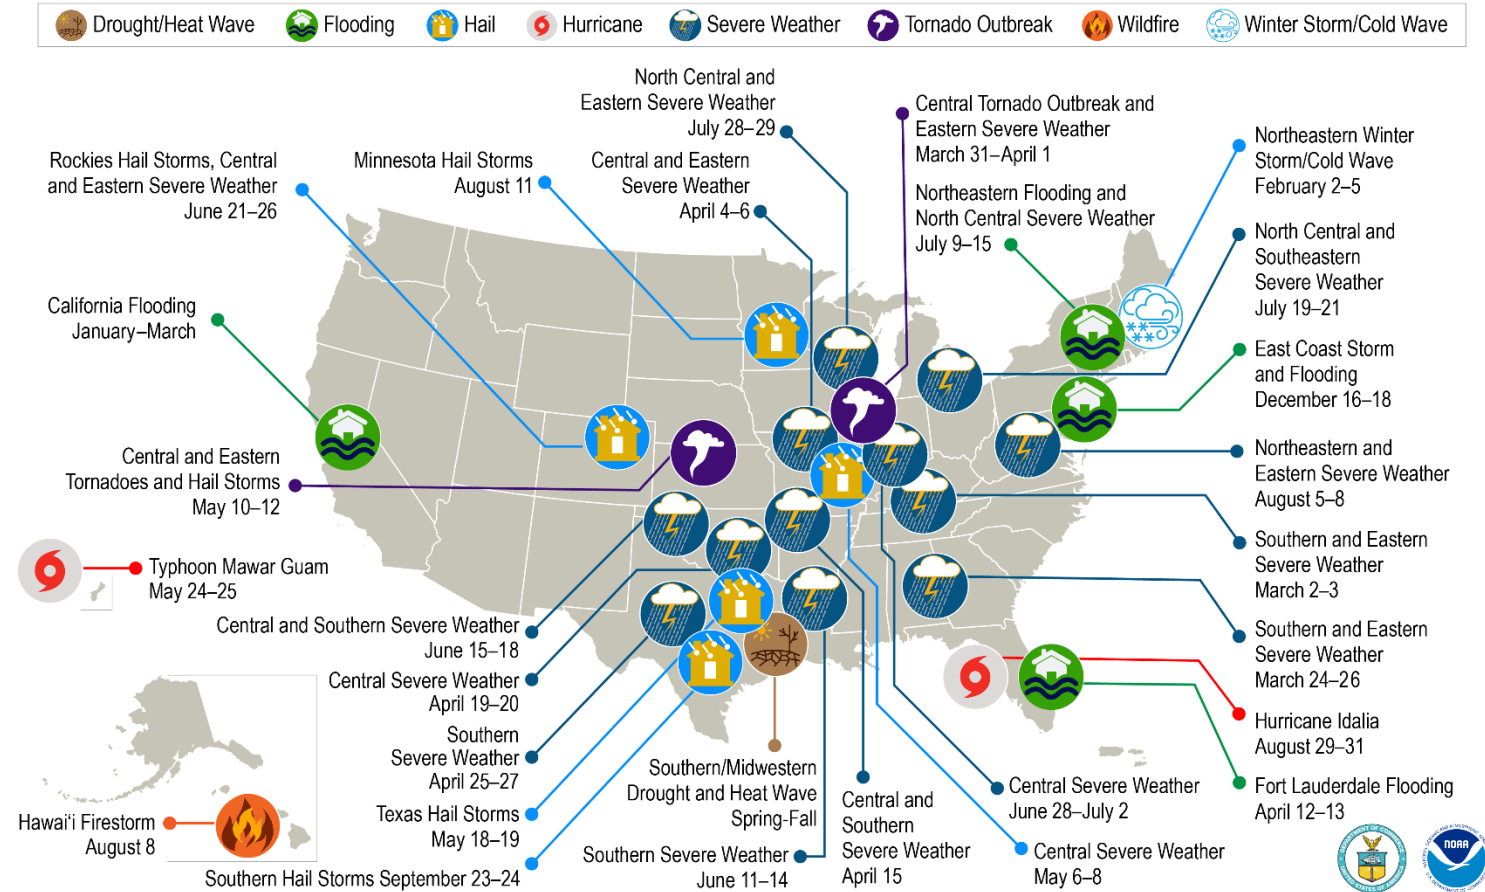 Drought/Heat Wave
Flooding
Hail
Hurricane
Severe Weather
Tornado Outbreak
Wildfire
Winter Storm/Cold Wave
North Central and
Eastern Severe Weather
July 28–29
Central Tornado Outbreak and
Eastern Severe Weather
March 31–April 1
Northeastern Winter
Storm/Cold Wave
February 2–5
Rockies Hail Storms, Central
and Eastern Severe Weather
June 21–26
Minnesota Hail Storms
August 11
Central and Eastern
Severe Weather
April 4–6
Northeastern Flooding and
North Central Severe Weather
July 9–15
North Central and
Southeastern
Severe Weather
July 19–21
California Flooding
January–March
East Coast Storm
and Flooding
December 16–18
Central and Eastern
Tornadoes and Hail Storms
May 10–12
Northeastern and
Eastern Severe Weather
August 5–8
Typhoon Mawar Guam
May 24–25
Southern and Eastern
Severe Weather
March 2–3
Central and Southern Severe Weather
June 15–18
Southern and Eastern
Severe Weather
March 24–26
Central Severe Weather
April 19–20
Southern
Severe Weather
April 25–27
Hurricane Idalia
August 29–31
Texas Hail Storms
May 18–19
Southern/Midwestern
Drought and Heat Wave
Spring-Fall
Central and
Southern
Severe Weather
April 15
Central Severe Weather
June 28–July 2
Fort Lauderdale Flooding
April 12–13
Hawaiʻi Firestorm
August 8
Southern Hail Storms September 23–24
Southern Severe Weather
June 11–14
Central Severe Weather
May 6–8
DEPARTMENT OF COMMERCE
UNITED STATES OF AMERICA
NOAA